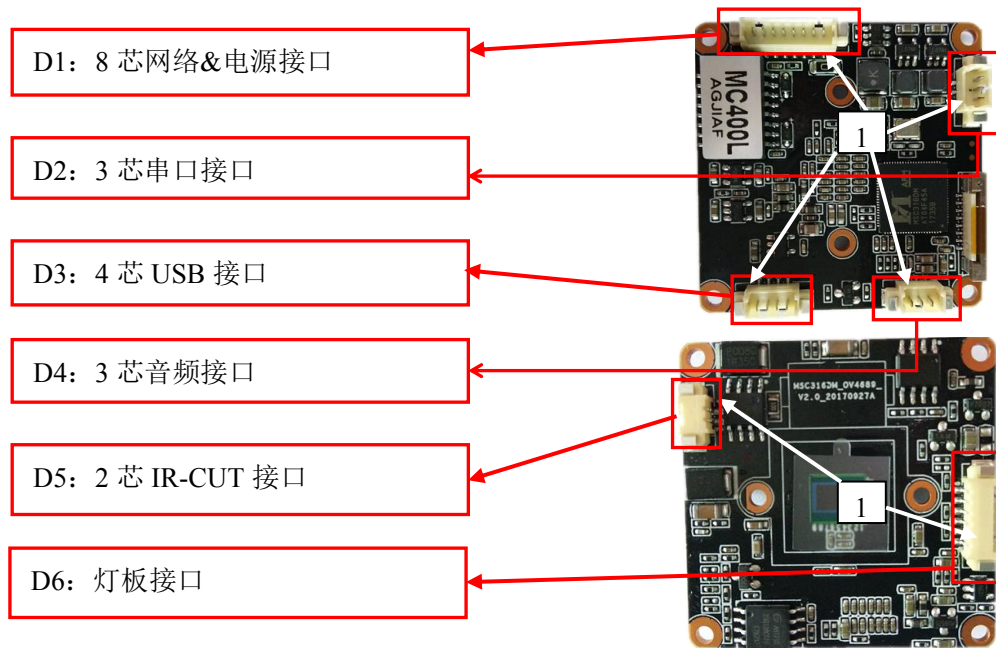 D1：8 芯网络&电源接口
D2：3 芯串口接口
D3：4 芯 USB 接口
D4：3 芯音频接口
D5：2 芯 IR-CUT 接口
D6：灯板接口
MC400L
AGJIAF
1
MSC316DM_OV4689_
V2.0_20170927A
1